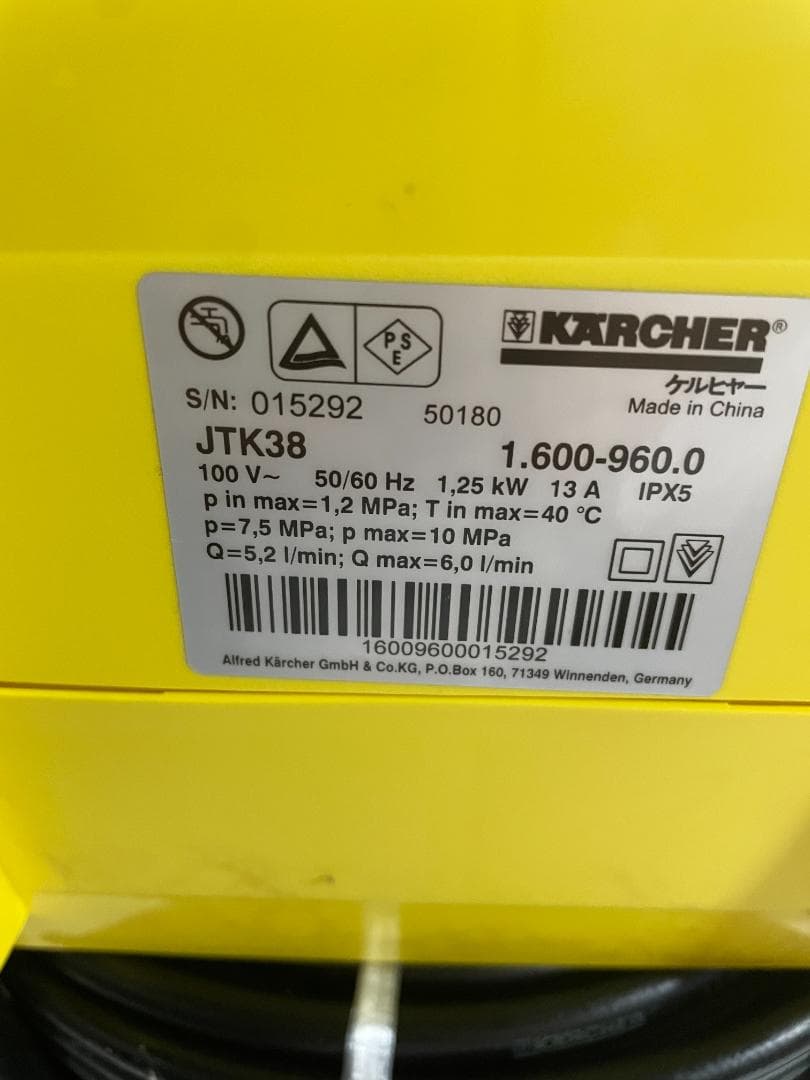 P S
E
KÄRCHER®
ケルヒャー
Made in China
S/N: 015292 50180
JTK38 1.600-960.0
100 V~ 50/60 Hz 1,25 kW 13 A IPX5
p in max=1,2 MPa; T in max=40 °C
p=7,5 MPa; p max=10 MPa
Q=5,2 l/min; Q max=6,0 l/min
16009600015292
Alfred Kärcher GmbH & Co.KG, P.O.Box 160, 71349 Winnenden, Germany